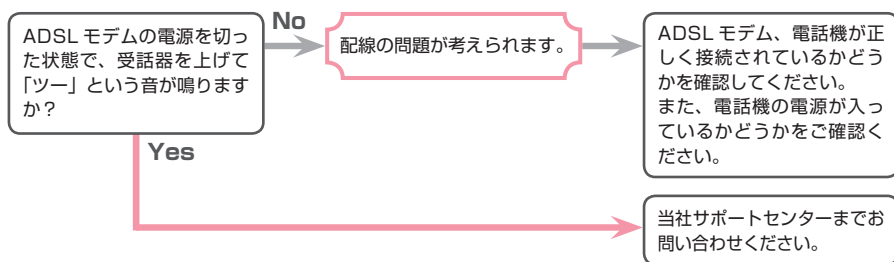 ADSL モデムの電源を切っ
た状態で、受話器を上げて
「ツー」という音が鳴ります
か？
No
配線の問題が考えられます。
ADSL モデム、電話機が正
しく接続されているかどう
かを確認してください。
また、電話機の電源が入っ
ているかどうかをご確認く
ださい。
Yes
当社サポートセンターまでお
問い合わせください。